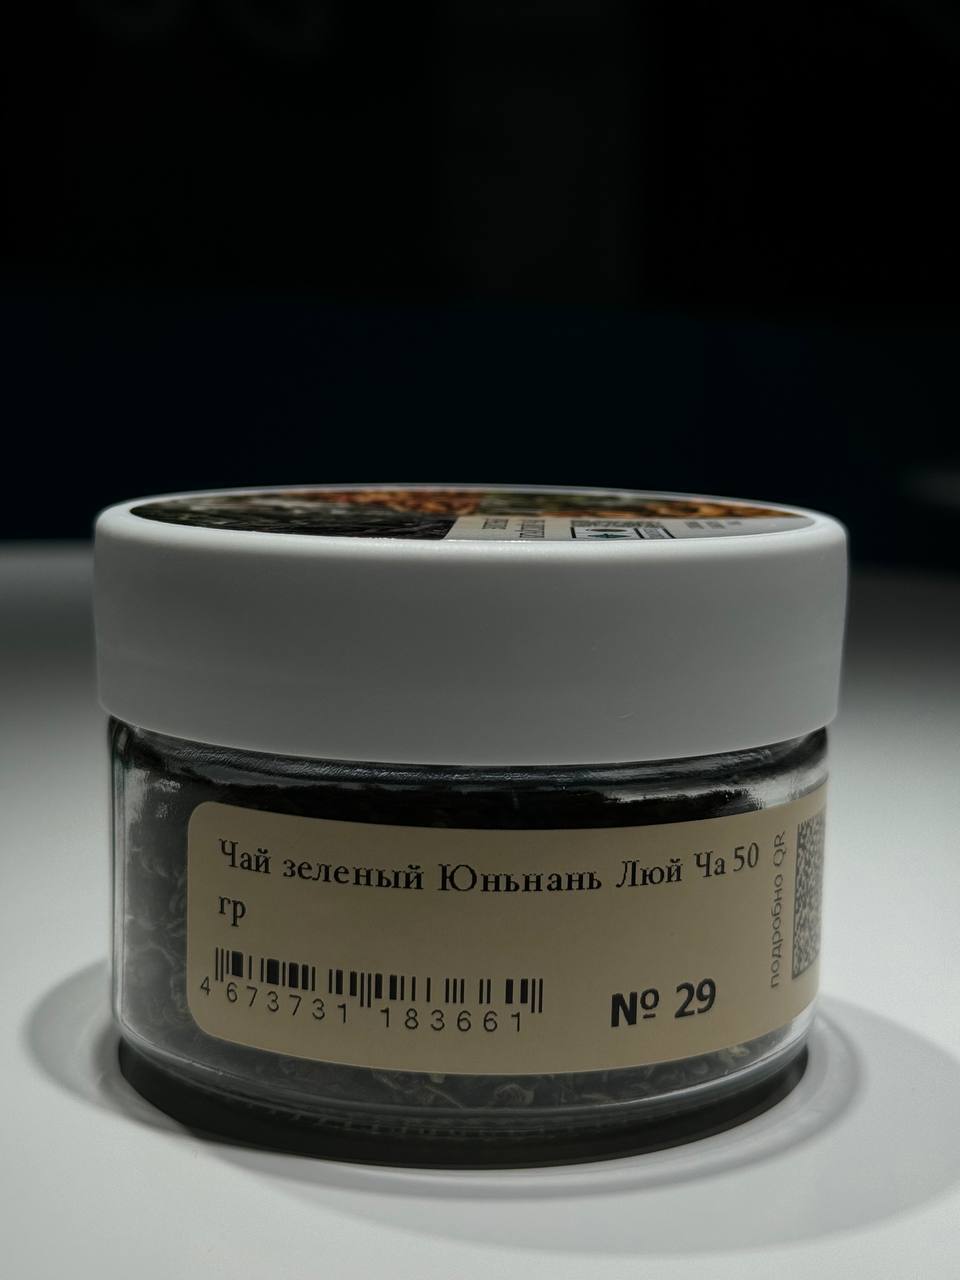 Чай зеленый Юньнань Люй Ча 50
гр
4 673731 183661
№ 29
подробно QR